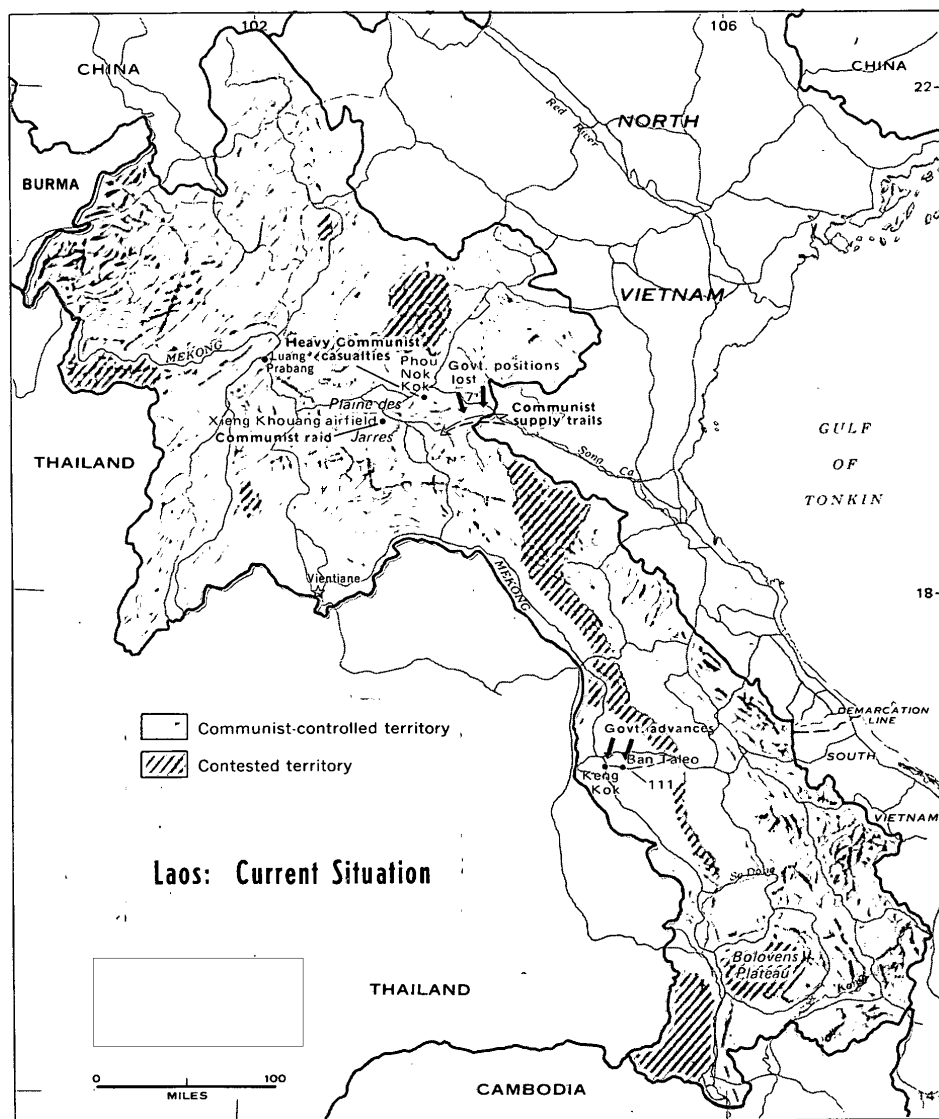 102
106
CHINA
CHINA
22
Red River
NORTH
BURMA
VIETNAM
MEKONG
Heavy Communist
casualties
Luang
Prabang
Phou
Nok
Kok
Govt. positions
lost
7
Plaine des
Jarres
Xieng Khouang airfield
Communist raid
Communist
supply trails
GULF
OF
TONKIN
THAILAND
Song Ca
Vientiane
MEKONG
18
Communist-controlled territory
Contested territory
DEMARCATION
LINE
Govt. advances
SOUTH
Ban Taleo
Keng
Kok
111
VIETNAM
Laos: Current Situation
Bolovens
Plateau
THAILAND
0 100
MILES
CAMBODIA
14